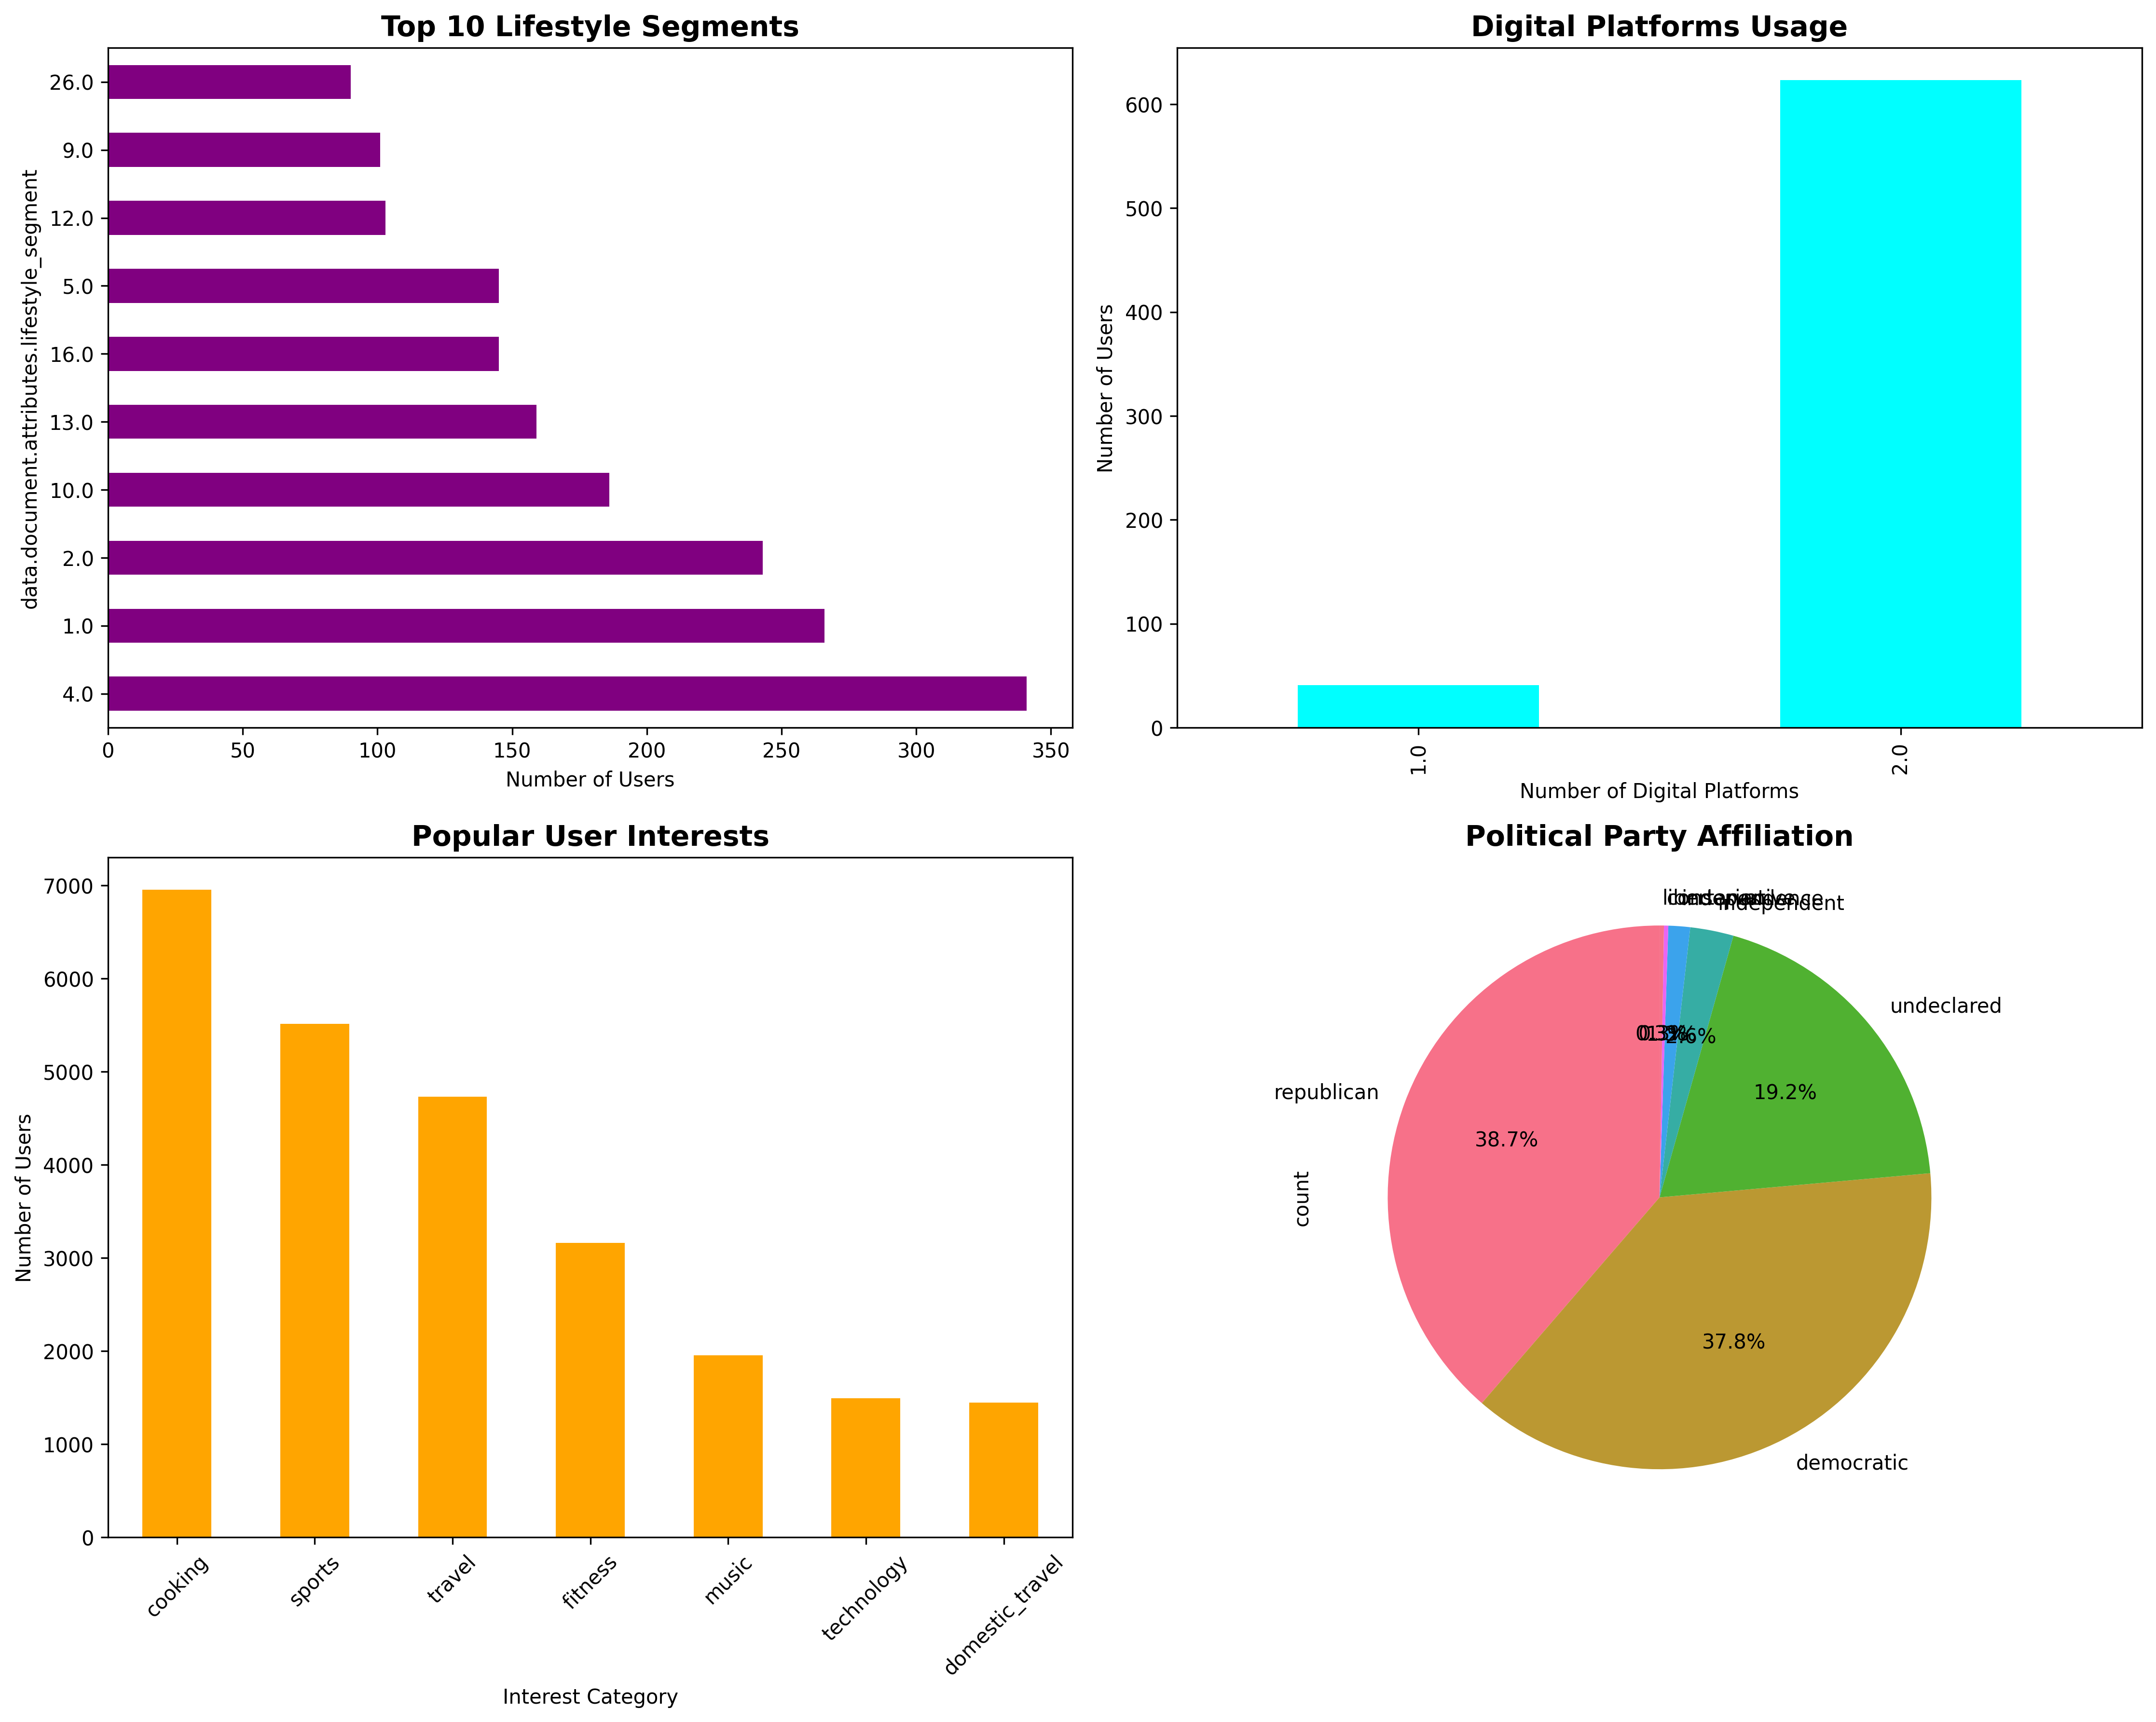 Top 10 Lifestyle Segments
data.document.attributes.lifestyle_segment
26.0
9.0
12.0
5.0
16.0
13.0
10.0
2.0
1.0
4.0
0 50 100 150 200 250 300 350
Number of Users
Digital Platforms Usage
Number of Users
600
500
400
300
200
100
0
1.0 2.0
Number of Digital Platforms
Popular User Interests
Number of Users
7000
6000
5000
4000
3000
2000
1000
0
cooking sports travel fitness music technology domestic_travel
Interest Category
Political Party Affiliation
independent
undeclared
republican
democratic
count
2.6%
19.2%
38.7%
37.8%